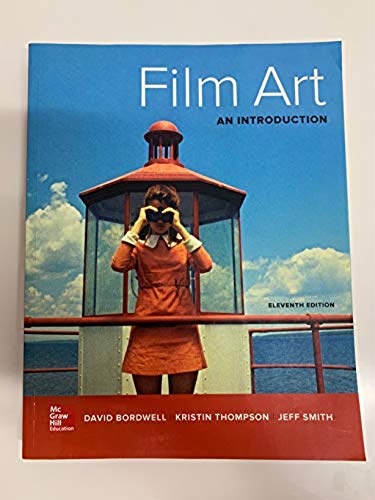 Film Art
AN INTRODUCTION
ELEVENTH EDITION
Mc
Graw
Hill
Education
DAVID BORDWELL | KRISTIN THOMPSON | JEFF SMITH